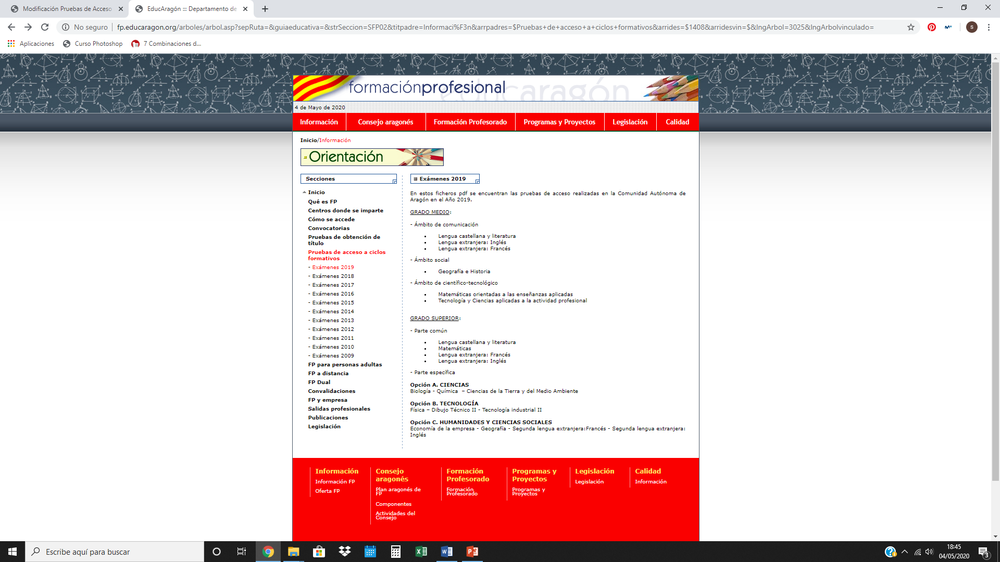 Modificación Pruebas de Acceso
EducAragón ::: Departamento de
No seguro
fp.educaragon.org/arboles/arbol.asp?sepRuta=&guiaeducativa=&strSeccion=SFP02&titpadre=Informaci%F3n&arrpadres=$Pruebas+de+acceso+a+ciclos+formativos&arrides=$1408&arridesvin=$&lngArbol=3025&lngArbolvinculado=
s
Aplicaciones
Curso Photoshop
7 Combinaciones d...
formaciónprofesional
educaragón
4 de Mayo de 2020
Información
Consejo aragonés
Formación Profesorado
Programas y Proyectos
Legislación
Calidad
Inicio/Información
Orientación
Secciones
Inicio
Qué es FP
Centros donde se imparte
Cómo se accede
Convocatorias
Pruebas de obtención de
título
Pruebas de acceso a ciclos
formativos
- Exámenes 2019
- Exámenes 2018
- Exámenes 2017
- Exámenes 2016
- Exámenes 2015
- Exámenes 2014
- Exámenes 2013
- Exámenes 2012
- Exámenes 2011
- Exámenes 2010
- Exámenes 2009
FP para personas adultas
FP a distancia
FP Dual
Convalidaciones
FP y empresa
Salidas profesionales
Publicaciones
Legislación
Exámenes 2019
En estos ficheros pdf se encuentran las pruebas de acceso realizadas en la Comunidad Autónoma de
Aragón en el Año 2019.
GRADO MEDIO:
- Ámbito de comunicación
• Lengua castellana y literatura
• Lengua extranjera: Inglés
• Lengua extranjera: Francés
- Ámbito social
• Geografía e Historia
- Ámbito de científico-tecnológico
• Matemáticas orientadas a las enseñanzas aplicadas
• Tecnología y Ciencias aplicadas a la actividad profesional
GRADO SUPERIOR:
- Parte común
• Lengua castellana y literatura
• Matemáticas
• Lengua extranjera: Francés
• Lengua extranjera: Inglés
- Parte específica
Opción A. CIENCIAS
Biología - Química – Ciencias de la Tierra y del Medio Ambiente
Opción B. TECNOLOGÍA
Física – Dibujo Técnico II - Tecnología industrial II
Opción C. HUMANIDADES Y CIENCIAS SOCIALES
Economía de la empresa - Geografía - Segunda lengua extranjera:Francés - Segunda lengua extranjera:
Inglés
Información
Información FP
Oferta FP
Consejo
aragonés
Plan aragonés de
FP
Componentes
Actividades del
Consejo
Formación
Profesorado
Formación
Profesorado
Programas y
Proyectos
Programas y
Proyectos
Legislación
Legislación
Calidad
Información
Escribe aquí para buscar
18:45
04/05/2020
3